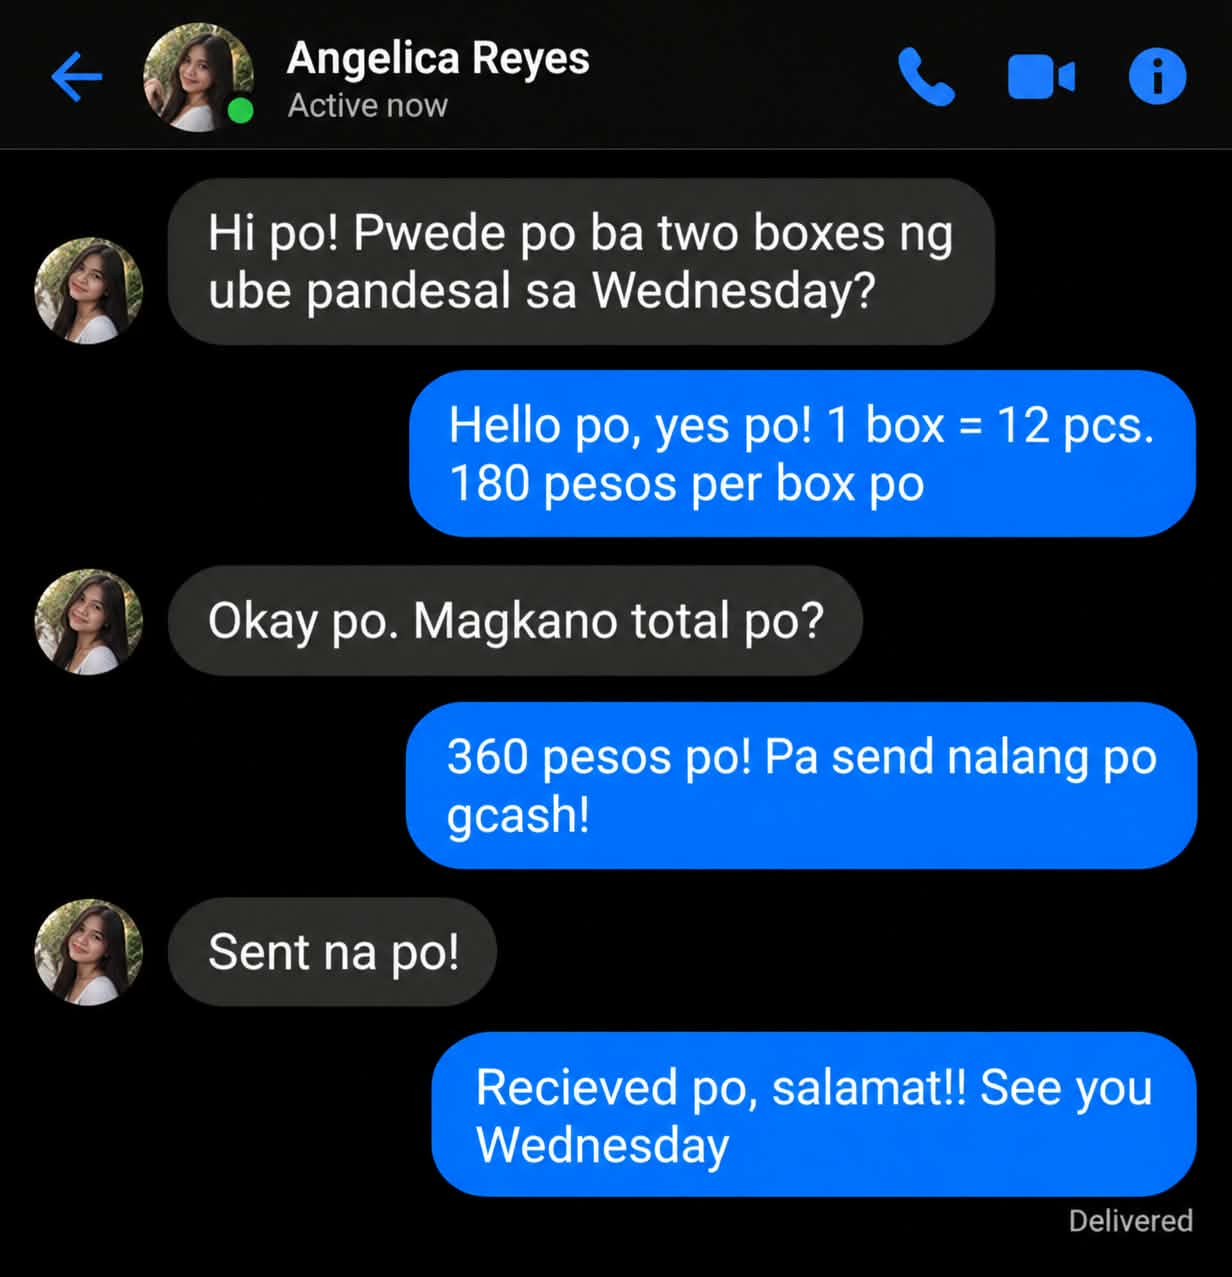 Angelica Reyes
Active now
Hi po! Pwede po ba two boxes ng
ube pandesal sa Wednesday?
Hello po, yes po! 1 box = 12 pcs.
180 pesos per box po
Okay po. Magkano total po?
360 pesos po! Pa send nalang po
gcash!
Sent na po!
Recieved po, salamat!! See you
Wednesday
Delivered